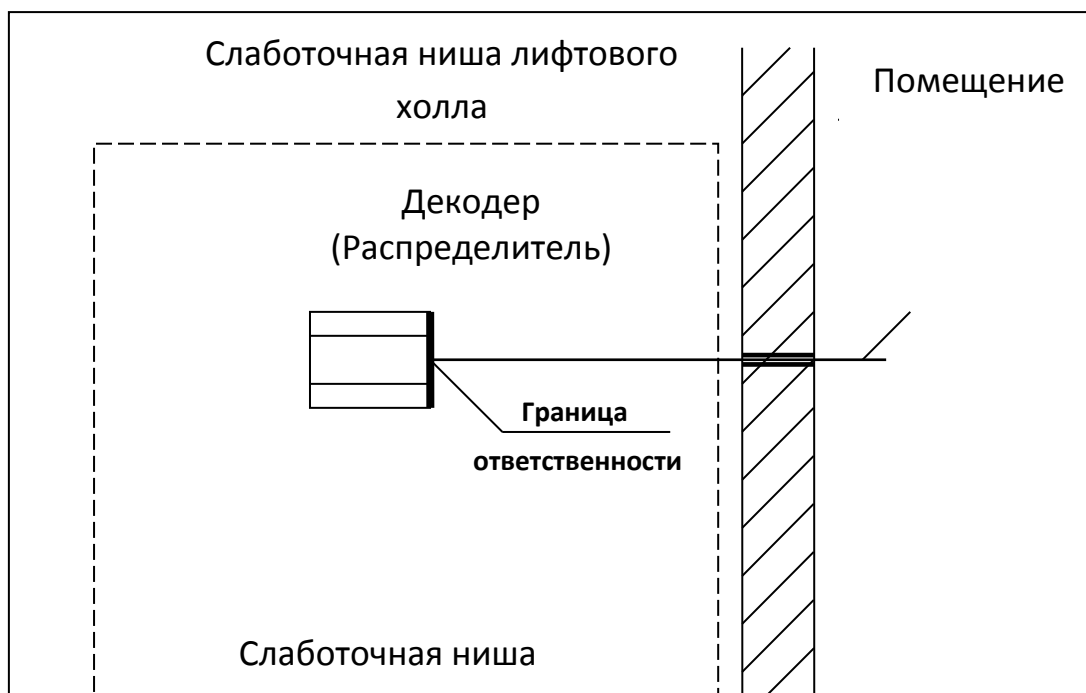 Слаботочная ниша лифтового
холла
Помещение
Декодер
(Распределитель)
Граница
ответственности
Слаботочная ниша